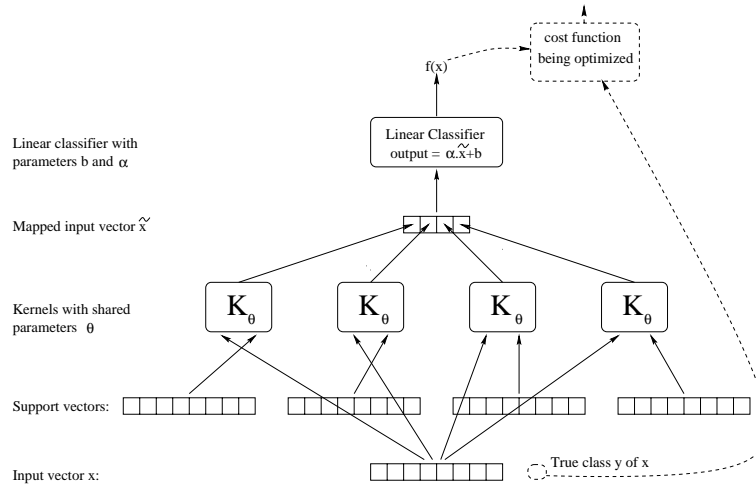 cost function
being optimized
f(x)
Linear Classifier
output = α.x̃+b
Linear classifier with
parameters b and α
Mapped input vector x̃
Kernels with shared
parameters θ
K_θ
K_θ
K_θ
K_θ
Support vectors:
Input vector x:
True class y of x